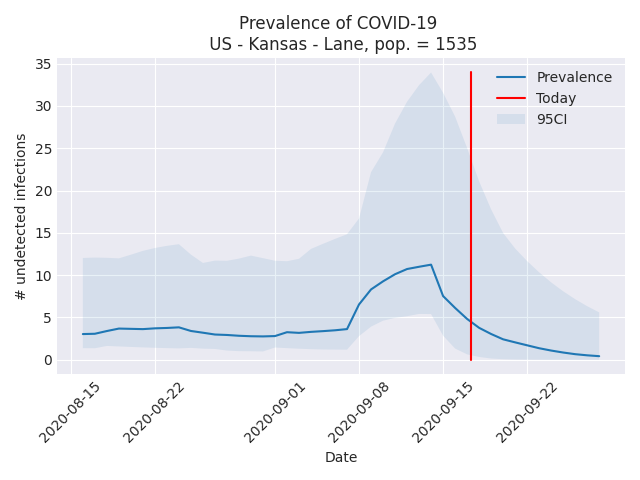 Prevalence of COVID-19
US - Kansas - Lane, pop. = 1535
35
30
25
20
15
10
5
0
# undetected infections
Prevalence
Today
95CI
2020-08-15
2020-08-22
2020-09-01
2020-09-08
2020-09-15
2020-09-22
Date